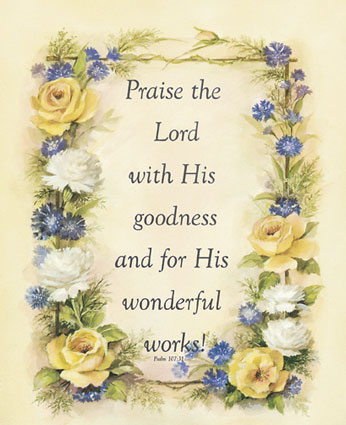 Praise the
Lord
with His
goodness
and for His
wonderful
works!
Psalm 107:31